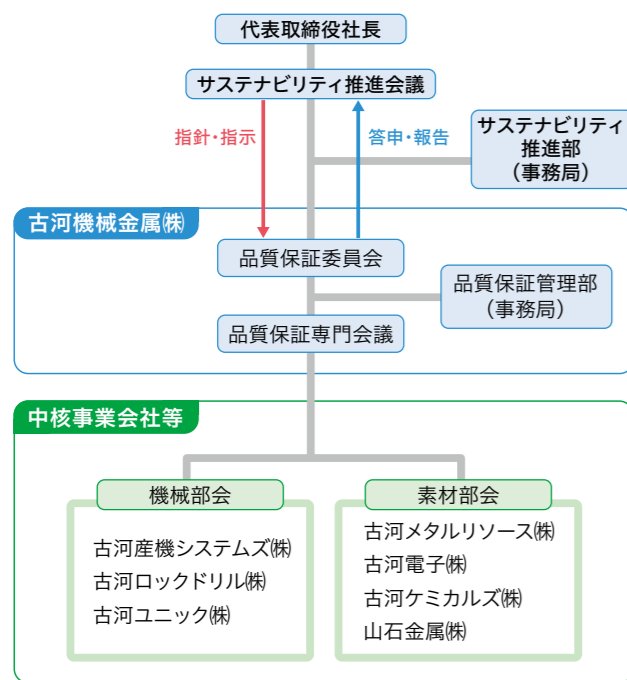 代表取締役社長
サステナビリティ推進会議
指針・指示
答申・報告
サステナビリティ
推進部
（事務局）
古河機械金属㈱
品質保証委員会
品質保証管理部
（事務局）
品質保証専門会議
中核事業会社等
機械部会
古河産機システムズ㈱
古河ロックドリル㈱
古河ユニック㈱
素材部会
古河メタルリソース㈱
古河電子㈱
古河ケミカルズ㈱
山石金属㈱